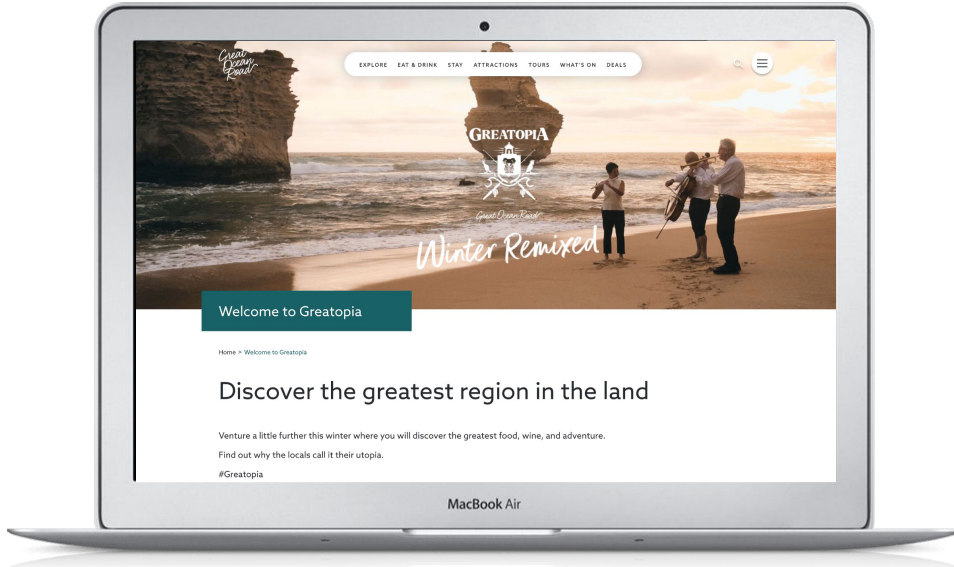 Great
Ocean
Road
EXPLORE EAT & DRINK STAY ATTRACTIONS TOURS WHAT'S ON DEALS
GREATOPIA
Great Ocean Road
Winter Remixed
Welcome to Greatopia
Home > Welcome to Greatopia
Discover the greatest region in the land
Venture a little further this winter where you will discover the greatest food, wine, and adventure.
Find out why the locals call it their utopia.
#Greatopia
MacBook Air